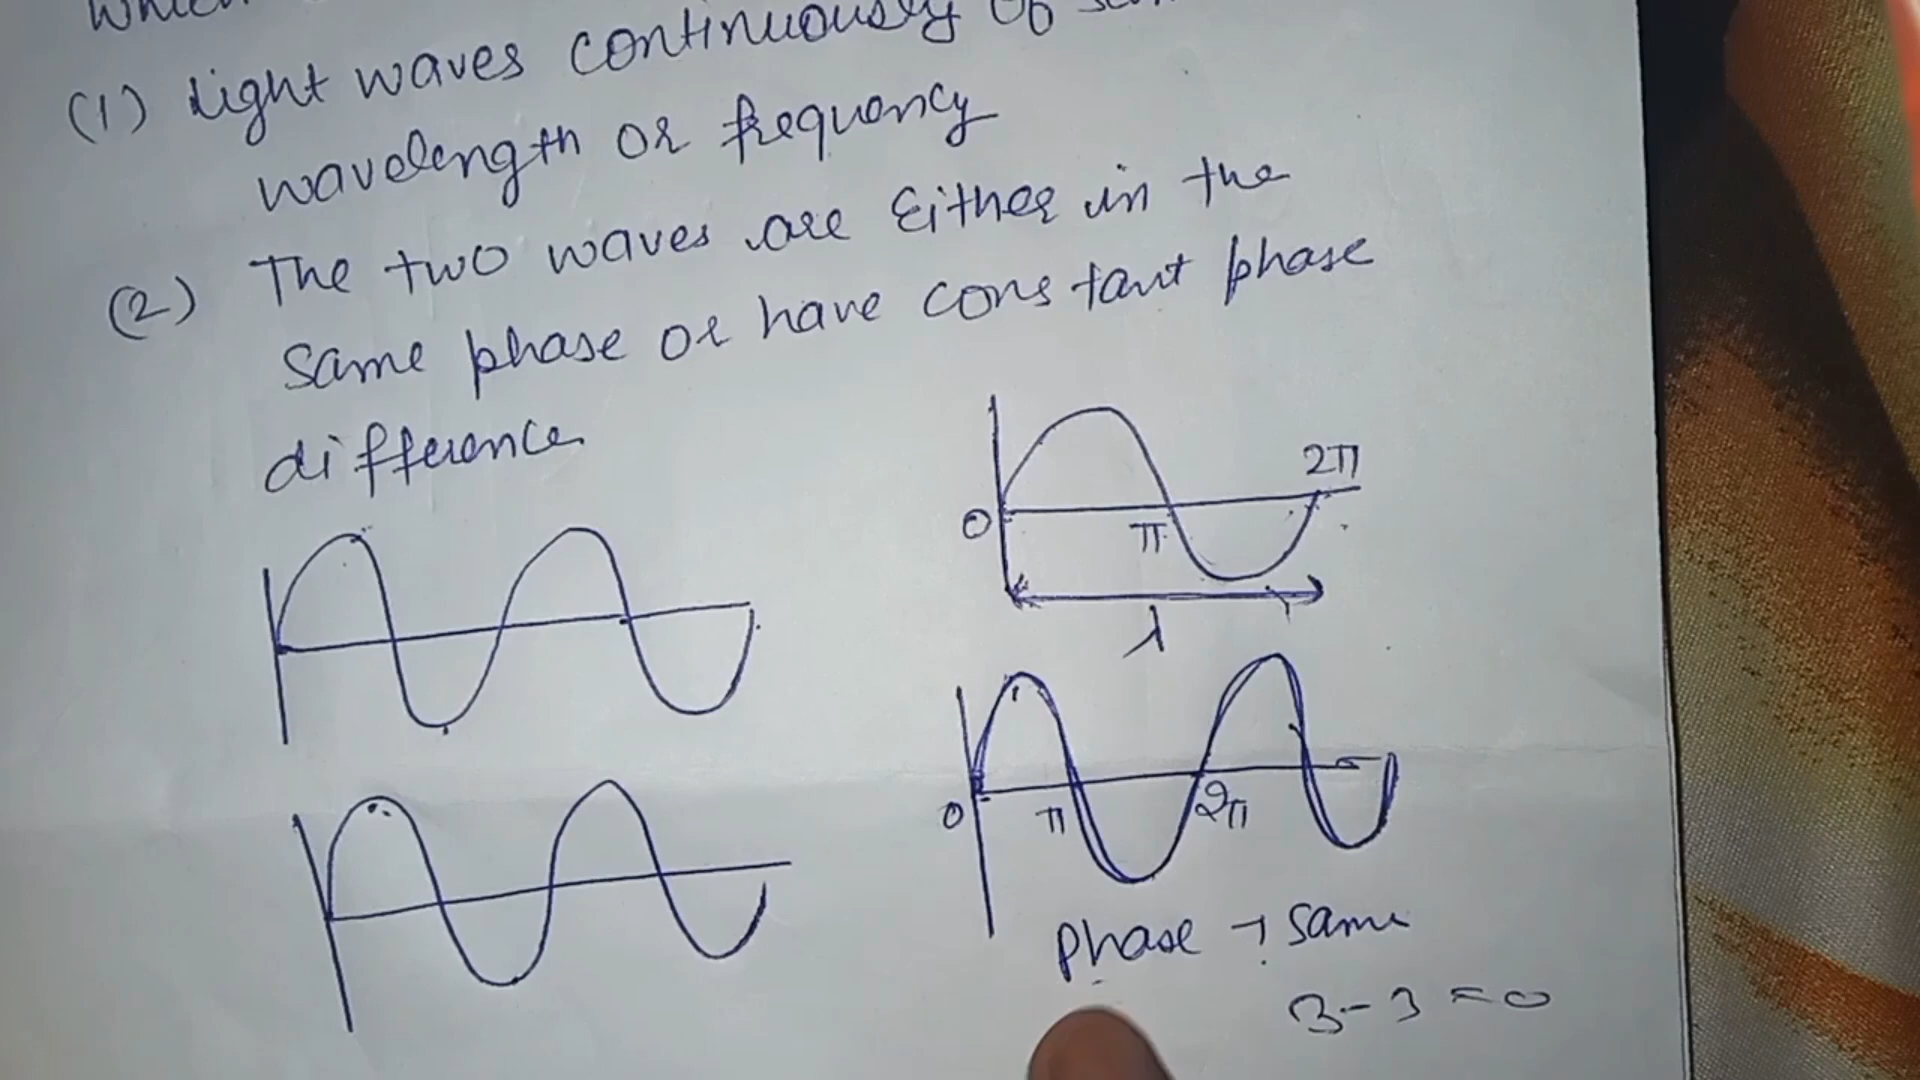 (1) Light waves continuously of
wavelength or frequency
(2) The two waves are Either in the
same phase or have constant phase
difference
2π
0
π
λ
0
π
2π
Phase → same
3-3=0